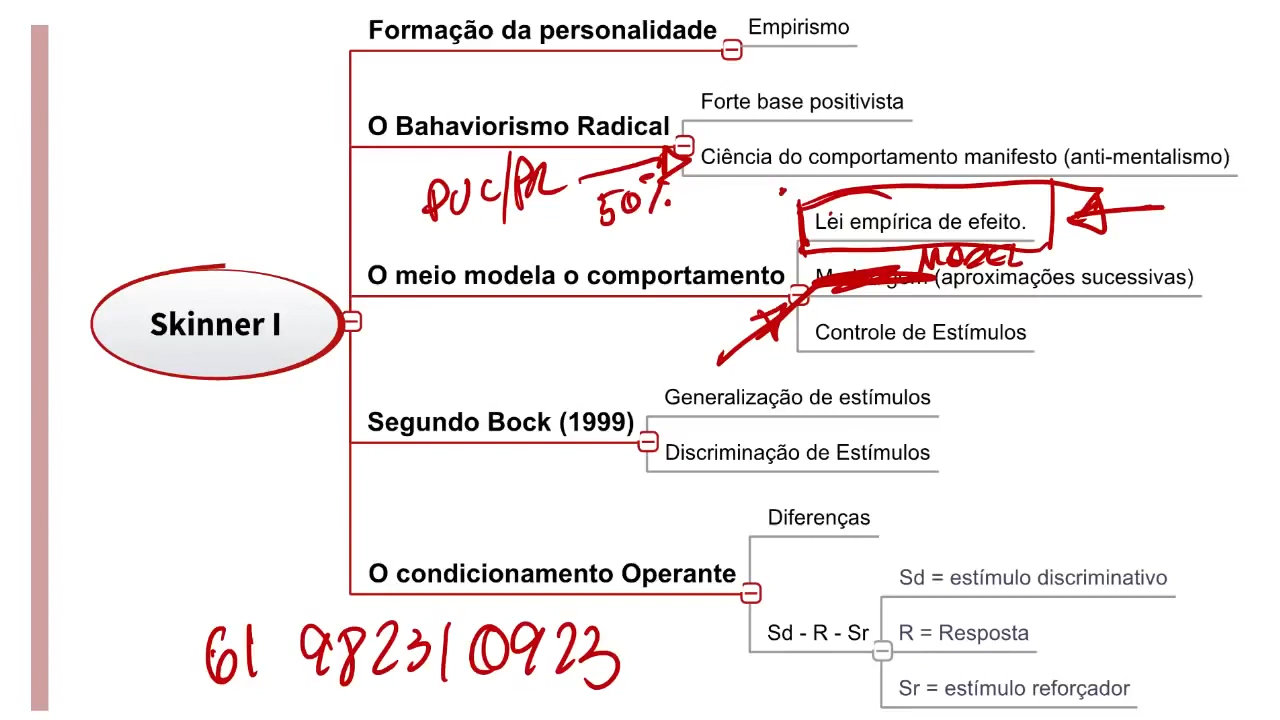 Formação da personalidade
Empirismo
Forte base positivista
O Bahaviorismo Radical
Ciência do comportamento manifesto (anti-mentalismo)
PUC/PR
50%
Lei empírica de efeito.
MODEL
O meio modela o comportamento
(aproximações sucessivas)
Skinner I
Controle de Estímulos
Generalização de estímulos
Segundo Bock (1999)
Discriminação de Estímulos
Diferenças
O condicionamento Operante
Sd = estímulo discriminativo
Sd - R - Sr
R = Resposta
Sr = estímulo reforçador
61 982310923